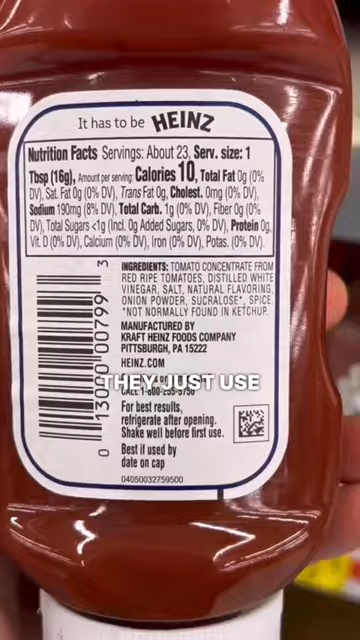 It has to be HEINZ
Nutrition Facts Servings: About 23, Serv. size: 1
Tbsp (16g), Amount per serving: Calories 10, Total Fat 0g (0%
DV), Sat. Fat 0g (0% DV), Trans Fat 0g, Cholest. 0mg (0% DV),
Sodium 190mg (8% DV), Total Carb. 1g (0% DV), Fiber 0g (0%
DV), Total Sugars <1g (Incl. 0g Added Sugars, 0% DV), Protein 0g,
Vit. D (0% DV), Calcium (0% DV), Iron (0% DV), Potas. (0% DV).
INGREDIENTS: TOMATO CONCENTRATE FROM
RED RIPE TOMATOES, DISTILLED WHITE
VINEGAR, SALT, NATURAL FLAVORING,
ONION POWDER, SUCRALOSE*, SPICE.
*NOT NORMALLY FOUND IN KETCHUP.
MANUFACTURED BY
KRAFT HEINZ FOODS COMPANY
PITTSBURGH, PA 15222
HEINZ.COM
THEY JUST USE
CALL 1-800-255-5750
For best results,
refrigerate after opening.
Shake well before first use.
Best if used by
date on cap
04050032759500
0 13000 00799 3